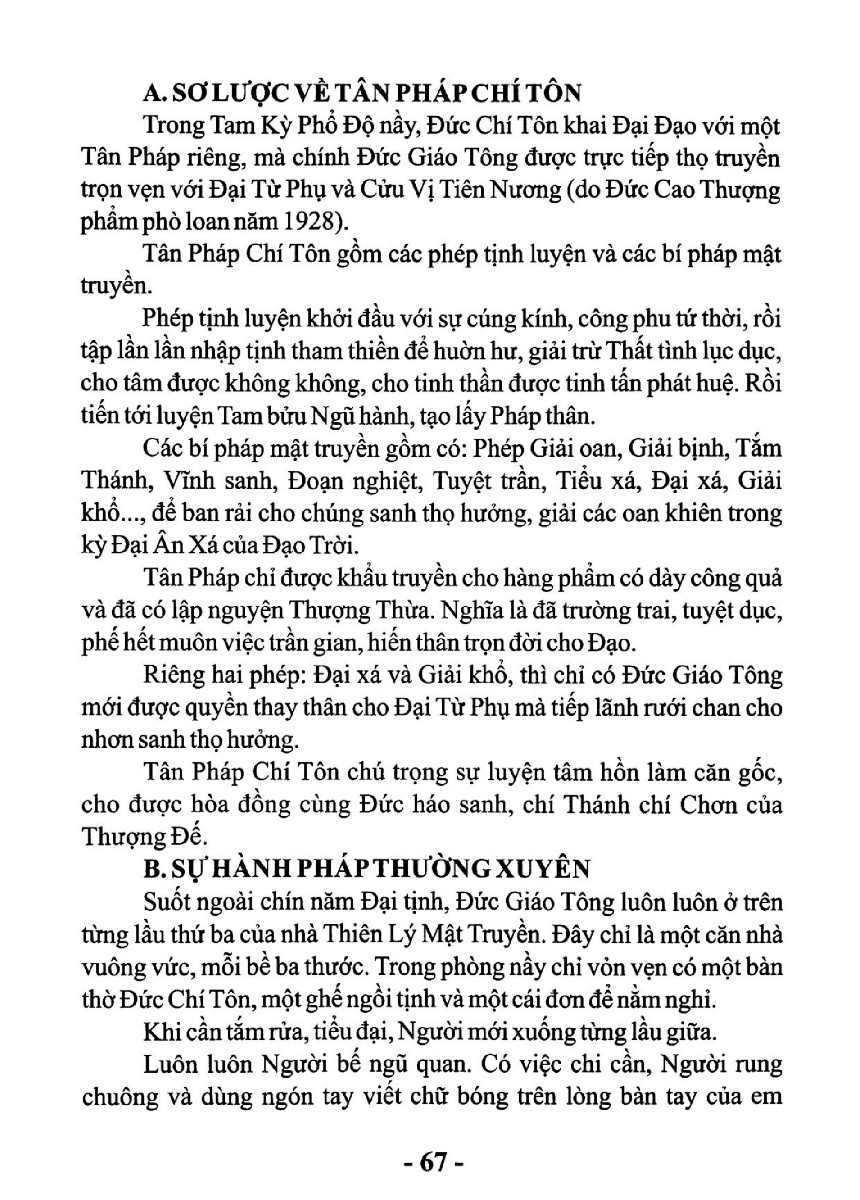 A. SƠ LƯỢC VỀ TÂN PHÁP CHÍ TÔN
Trong Tam Kỳ Phổ Độ nầy, Đức Chí Tôn khai Đại Đạo với một
Tân Pháp riêng, mà chính Đức Giáo Tông được trực tiếp thọ truyền
trọn vẹn với Đại Từ Phụ và Cửu Vị Tiên Nương (do Đức Cao Thượng
phẩm phò loan năm 1928).
Tân Pháp Chí Tôn gồm các phép tịnh luyện và các bí pháp mật
truyền.
Phép tịnh luyện khởi đầu với sự cúng kính, công phu tứ thời, rồi
tập lần lần nhập tịnh tham thiền để huờn hư, giải trừ Thất tình lục dục,
cho tâm được không không, cho tinh thần được tinh tấn phát huệ. Rồi
tiến tới luyện Tam bửu Ngũ hành, tạo lấy Pháp thân.
Các bí pháp mật truyền gồm có: Phép Giải oan, Giải bịnh, Tắm
Thánh, Vĩnh sanh, Đoạn nghiệt, Tuyệt trần, Tiểu xá, Đại xá, Giải
khổ..., để ban rải cho chúng sanh thọ hưởng, giải các oan khiên trong
kỳ Đại Ân Xá của Đạo Trời.
Tân Pháp chỉ được khẩu truyền cho hàng phẩm có dày công quả
và đã có lập nguyện Thượng Thừa. Nghĩa là đã trường trai, tuyệt dục,
phế hết muôn việc trần gian, hiến thân trọn đời cho Đạo.
Riêng hai phép: Đại xá và Giải khổ, thì chỉ có Đức Giáo Tông
mới được quyền thay thân cho Đại Từ Phụ mà tiếp lãnh rưới chan cho
nhơn sanh thọ hưởng.
Tân Pháp Chí Tôn chú trọng sự luyện tâm hồn làm căn gốc,
cho được hòa đồng cùng Đức háo sanh, chí Thánh chí Chơn của
Thượng Đế.
B. SỰ HÀNH PHÁP THƯỜNG XUYÊN
Suốt ngoài chín năm Đại tịnh, Đức Giáo Tông luôn luôn ở trên
từng lầu thứ ba của nhà Thiên Lý Mật Truyền. Đây chỉ là một căn nhà
vuông vức, mỗi bề ba thước. Trong phòng nầy chỉ vỏn vẹn có một bàn
thờ Đức Chí Tôn, một ghế ngồi tịnh và một cái đơn để nằm nghỉ.
Khi cần tắm rửa, tiểu đại, Người mới xuống từng lầu giữa.
Luôn luôn Người bế ngũ quan. Có việc chi cần, Người rung
chuông và dùng ngón tay viết chữ bóng trên lòng bàn tay của em
- 67 -